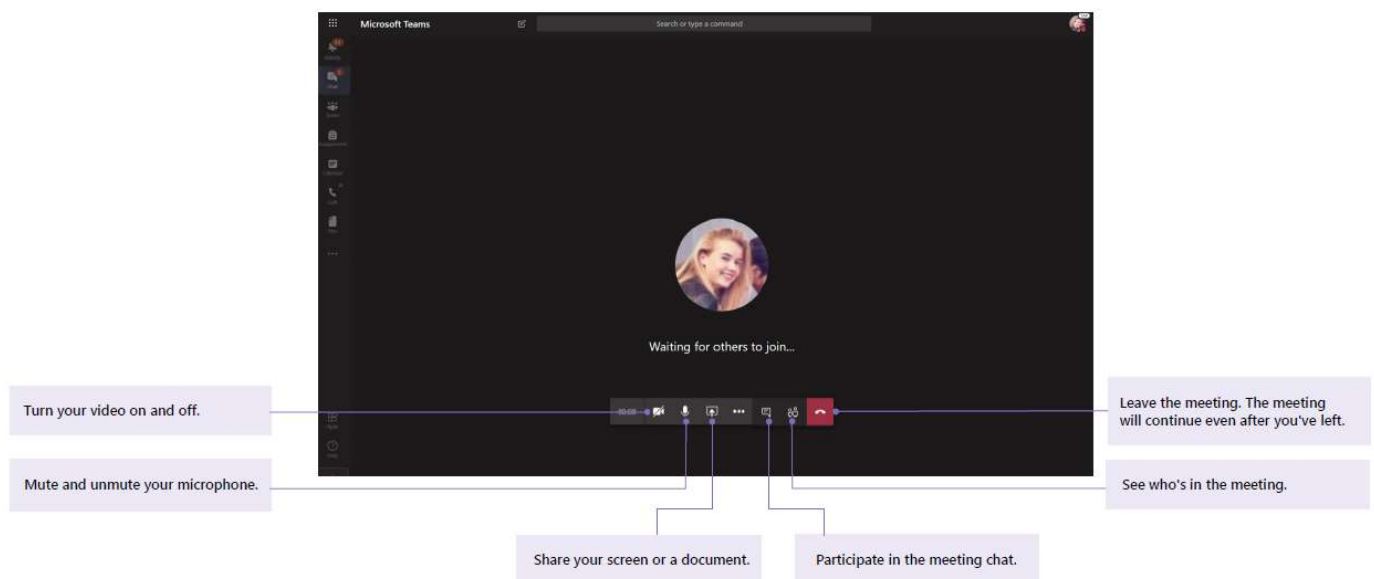 Microsoft Teams
Search or type a command
Chat
Waiting for others to join...
Turn your video on and off.
Mute and unmute your microphone.
Share your screen or a document.
Participate in the meeting chat.
Leave the meeting. The meeting
will continue even after you've left.
See who's in the meeting.